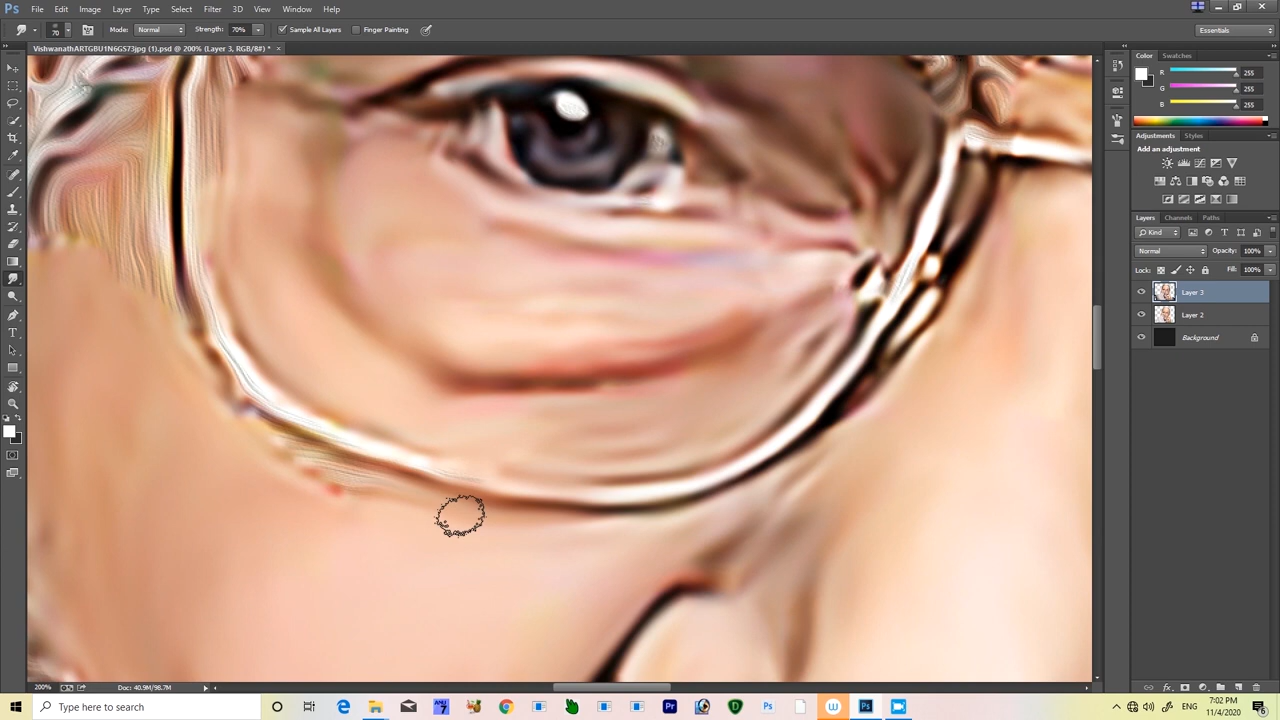 Ps File Edit Image Layer Type Select Filter 3D View Window Help
70 Mode: Normal Strength: 70% Sample All Layers Finger Painting Essentials
VishwanathARTGBU1N6GS73jpg (1).psd @ 200% (Layer 3, RGB/8#) * ×
Color Swatches
R 255
G 255
B 255
Adjustments Styles
Add an adjustment
Layers Channels Paths
Kind
Normal Opacity: 100%
Lock: Fill: 100%
Layer 3
Layer 2
Background
200% Doc: 40.9M/98.7M
Type here to search
ENG 7:02 PM
11/4/2020